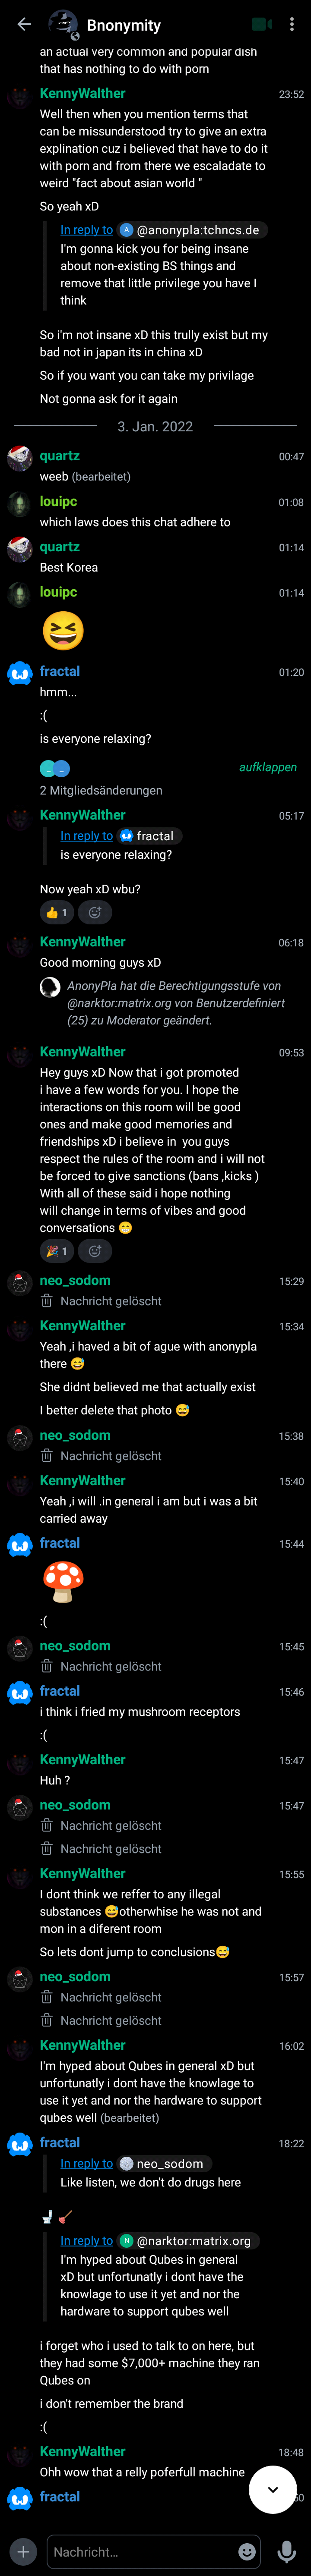 Bnonymity
an actual very common and popular dish
that has nothing to do with porn
KennyWalther 23:52
Well then when you mention terms that
can be missunderstood try to give an extra
explination cuz i believed that have to do it
with porn and from there we escaladate to
weird "fact about asian world "
So yeah xD
In reply to A @anonypla:tchncs.de
I'm gonna kick you for being insane
about non-existing BS things and
remove that little privilege you have I
think
So i'm not insane xD this trully exist but my
bad not in japan its in china xD
So if you want you can take my privilage
Not gonna ask for it again
3. Jan. 2022
quartz 00:47
weeb (bearbeitet)
louipc 01:08
which laws does this chat adhere to
quartz 01:14
Best Korea
louipc 01:14
😆
fractal 01:20
hmm...
:(
is everyone relaxing?
aufklappen
2 Mitgliedsänderungen
KennyWalther 05:17
In reply to fractal
is everyone relaxing?
Now yeah xD wbu?
👍 1
KennyWalther 06:18
Good morning guys xD
AnonyPla hat die Berechtigungsstufe von
@narktor:matrix.org von Benutzerdefiniert
(25) zu Moderator geändert.
KennyWalther 09:53
Hey guys xD Now that i got promoted
i have a few words for you. I hope the
interactions on this room will be good
ones and make good memories and
friendships xD i believe in  you guys
respect the rules of the room and i will not
be forced to give sanctions (bans ,kicks )
With all of these said i hope nothing
will change in terms of vibes and good
conversations 😁
🎉 1
neo_sodom 15:29
Nachricht gelöscht
KennyWalther 15:34
Yeah ,i haved a bit of ague with anonypla
there 😅
She didnt believed me that actually exist
I better delete that photo 😅
neo_sodom 15:38
Nachricht gelöscht
KennyWalther 15:40
Yeah ,i will .in general i am but i was a bit
carried away
fractal 15:44
🍄
:(
neo_sodom 15:45
Nachricht gelöscht
fractal 15:46
i think i fried my mushroom receptors
:(
KennyWalther 15:47
Huh ?
neo_sodom 15:47
Nachricht gelöscht
Nachricht gelöscht
KennyWalther 15:55
I dont think we reffer to any illegal
substances 😅otherwhise he was not and
mon in a diferent room
So lets dont jump to conclusions😅
neo_sodom 15:57
Nachricht gelöscht
Nachricht gelöscht
KennyWalther 16:02
I'm hyped about Qubes in general xD but
unfortunatly i dont have the knowlage to
use it yet and nor the hardware to support
qubes well (bearbeitet)
fractal 18:22
In reply to neo_sodom
Like listen, we don't do drugs here
🚽🪠
In reply to N @narktor:matrix.org
I'm hyped about Qubes in general
xD but unfortunatly i dont have the
knowlage to use it yet and nor the
hardware to support qubes well
i forget who i used to talk to on here, but
they had some $7,000+ machine they ran
Qubes on
i don't remember the brand
:(
KennyWalther 18:48
Ohh wow that a relly poferfull machine
fractal
Nachricht…